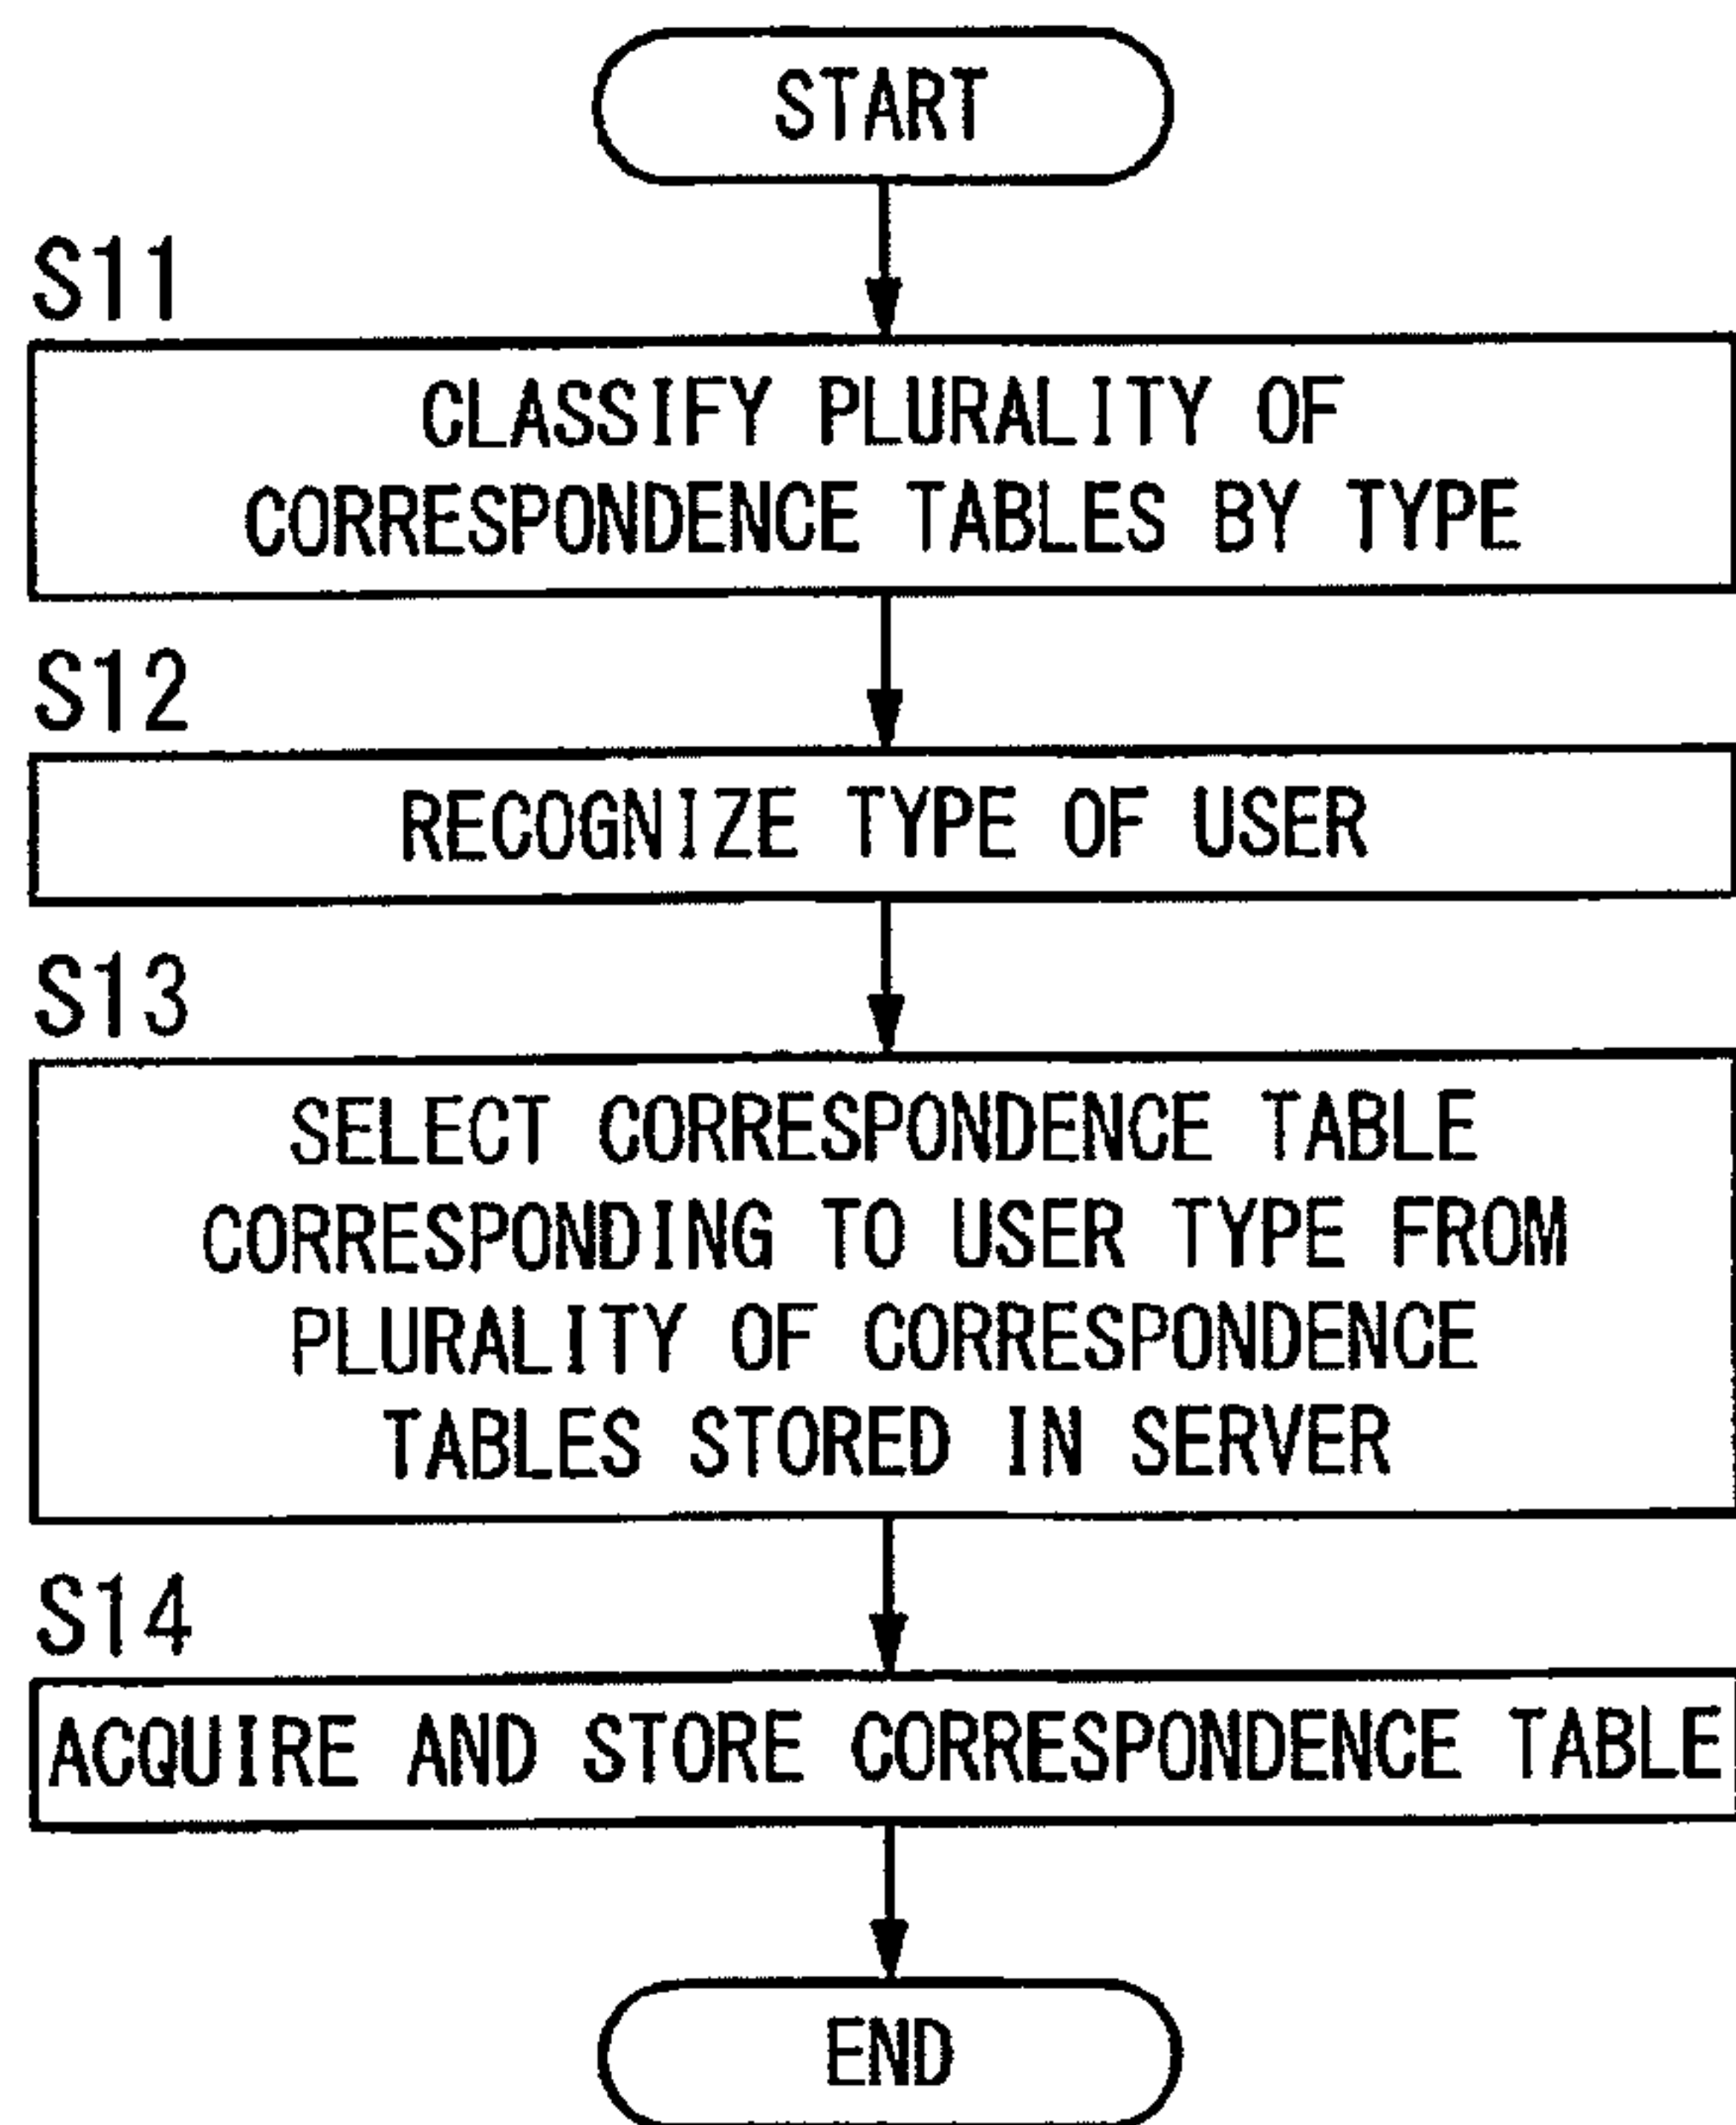 START
S11
CLASSIFY PLURALITY OF
CORRESPONDENCE TABLES BY TYPE
S12
RECOGNIZE TYPE OF USER
S13
SELECT CORRESPONDENCE TABLE
CORRESPONDING TO USER TYPE FROM
PLURALITY OF CORRESPONDENCE
TABLES STORED IN SERVER
S14
ACQUIRE AND STORE CORRESPONDENCE TABLE
END